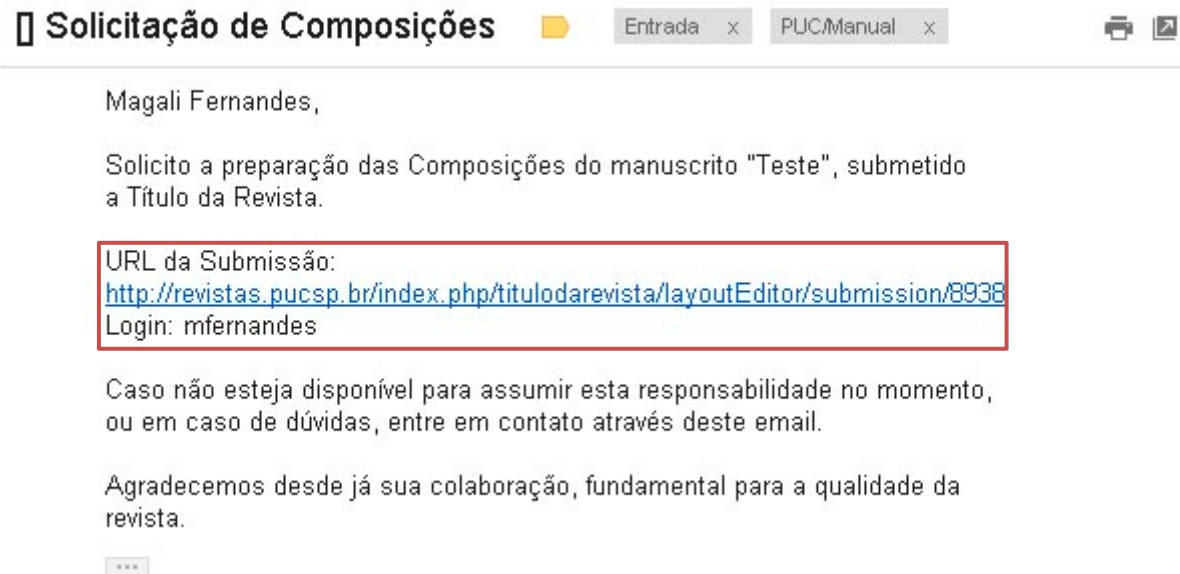 [] Solicitação de Composições
Entrada x PUC/Manual x
Magali Fernandes,
Solicito a preparação das Composições do manuscrito "Teste", submetido
a Título da Revista.
URL da Submissão:
http://revistas.pucsp.br/index.php/titulodarevista/layoutEditor/submission/8938
Login: mfernandes
Caso não esteja disponível para assumir esta responsabilidade no momento,
ou em caso de dúvidas, entre em contato através deste email.
Agradecemos desde já sua colaboração, fundamental para a qualidade da
revista.